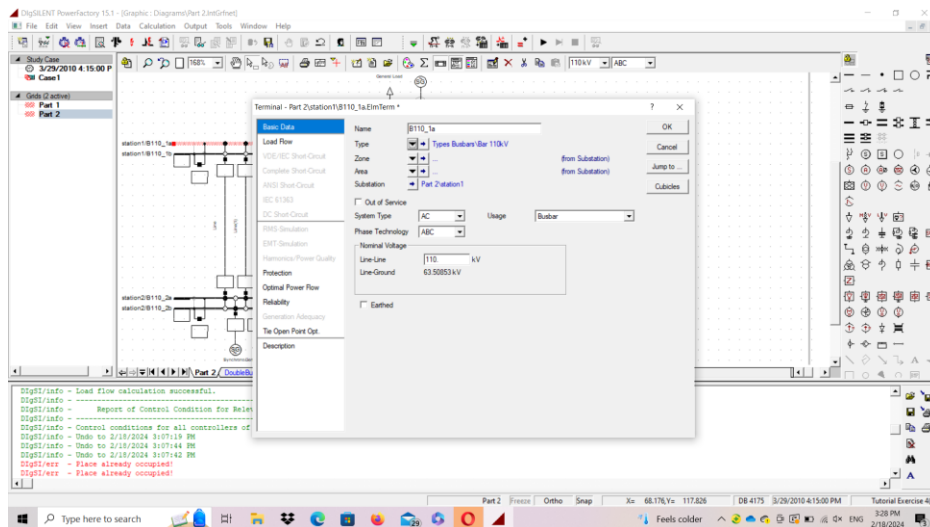 DIgSILENT PowerFactory 15.1 - [Graphic : Diagrams\Part 2.IntGrfnet]
File Edit View Insert Data Calculation Output Tools Window Help
168%
110kV
ABC
Study Case
3/29/2010 4:15:00 P
Case1
Grids (2 active)
Part 1
Part 2
General Load
station1/B110_1a
station1/B110_1b
station2/B110_2a
station2/B110_2b
Terminal - Part 2\station1\B110_1a.ElmTerm *
? ×
Basic Data
Load Flow
VDE/IEC Short-Circuit
Complete Short-Circuit
ANSI Short-Circuit
IEC 61363
DC Short-Circuit
RMS-Simulation
EMT-Simulation
Harmonics/Power Quality
Protection
Optimal Power Flow
Reliability
Generation Adequacy
Tie Open Point Opt.
Description
Name B110_1a
Type Types Busbars\Bar 110kV
Zone ... (from Substation)
Area ... (from Substation)
Substation Part 2\station1
Out of Service
System Type AC Usage Busbar
Phase Technology ABC
Nominal Voltage
Line-Line 110. kV
Line-Ground 63.50853 kV
Earthed
OK
Cancel
Jump to ...
Cubicles
Part 2 DoubleBu
DIgSI/info - Load flow calculation successful.
DIgSI/info - 
DIgSI/info - Report of Control Condition for Relev
DIgSI/info - 
DIgSI/info - Control conditions for all controllers of
DIgSI/info - Undo to 2/18/2024 3:07:19 PM
DIgSI/info - Undo to 2/18/2024 3:07:44 PM
DIgSI/info - Undo to 2/18/2024 3:07:42 PM
DIgSI/err - Place already occupied!
DIgSI/err - Place already occupied!
Part 2 Freeze Ortho Snap X= 68.176,Y= 117.826 DB 4175 3/29/2010 4:15:00 PM Tutorial Exercise 4
Type here to search
29
Feels colder
ENG
3:28 PM
2/18/2024